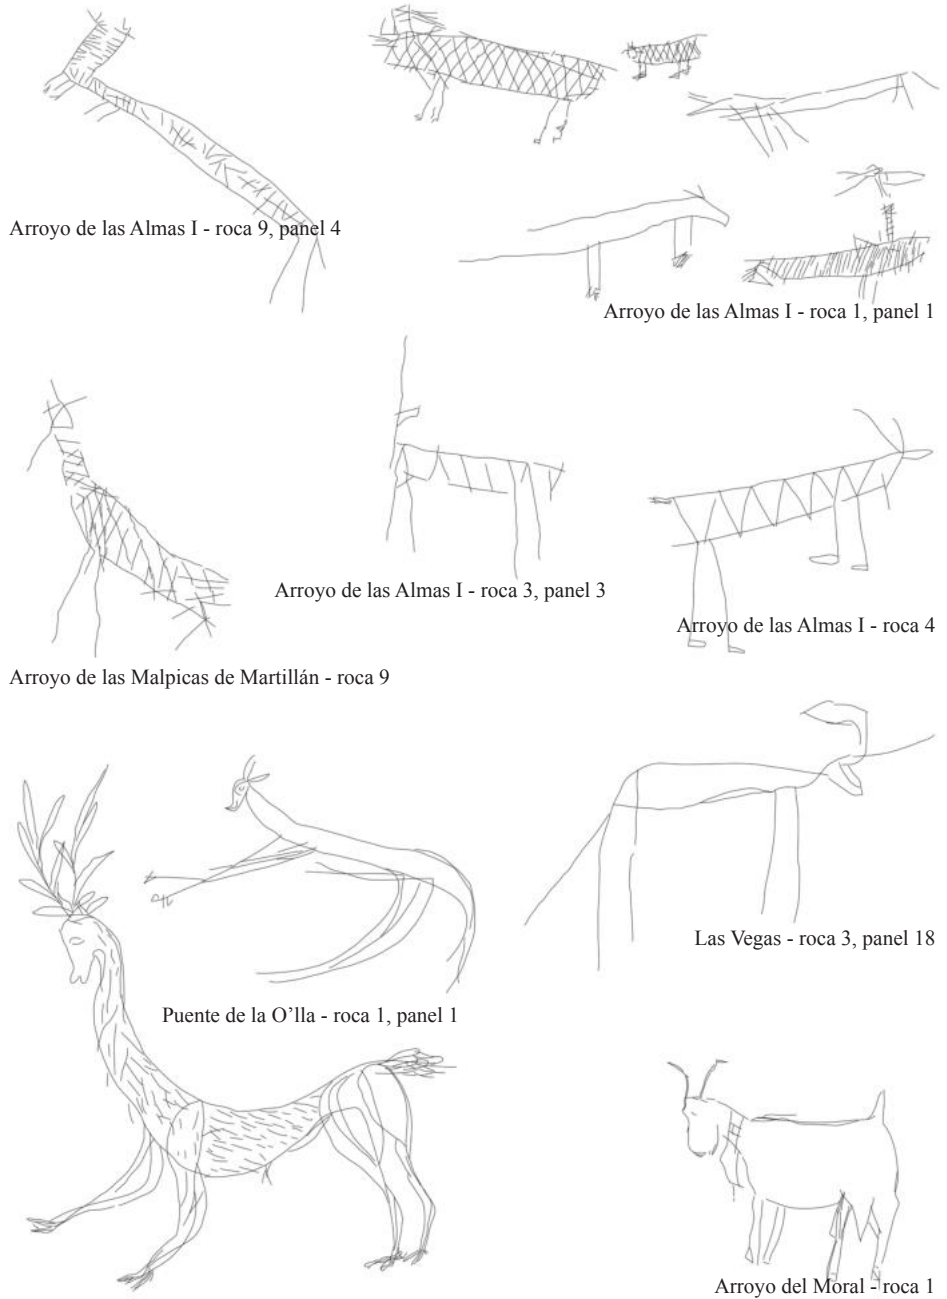 Arroyo de las Almas I - roca 9, panel 4
Arroyo de las Almas I - roca 1, panel 1
Arroyo de las Almas I - roca 3, panel 3
Arroyo de las Almas I - roca 4
Arroyo de las Malpicas de Martillán - roca 9
Las Vegas - roca 3, panel 18
Puente de la O’lla - roca 1, panel 1
Arroyo del Moral - roca 1